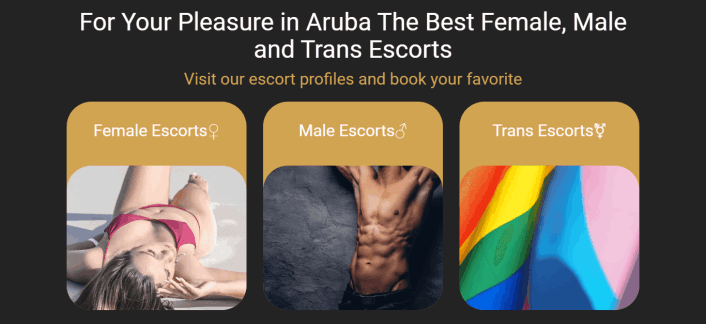 For Your Pleasure in Aruba The Best Female, Male
and Trans Escorts
Visit our escort profiles and book your favorite
Female Escorts♀
Male Escorts♂
Trans Escorts⚧